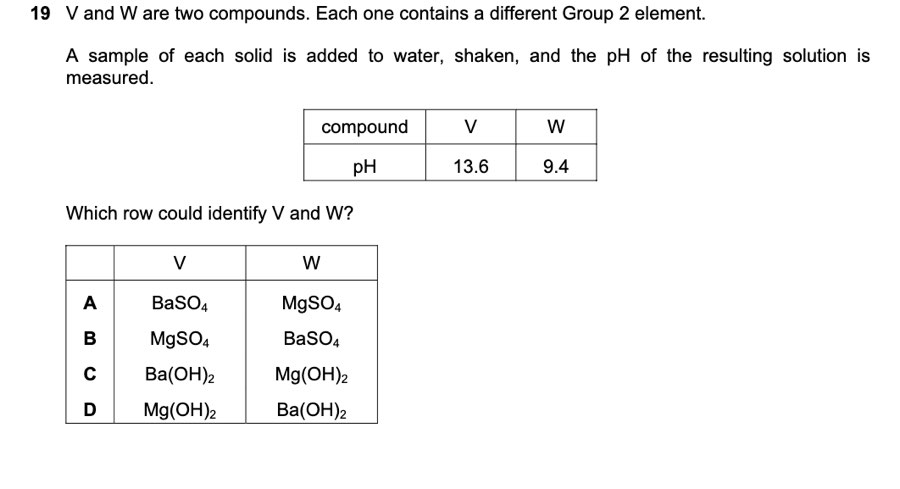 19 V and W are two compounds. Each one contains a different Group 2 element.
A sample of each solid is added to water, shaken, and the pH of the resulting solution is
measured.
compound V W
pH 13.6 9.4
Which row could identify V and W?
V W
A BaSO₄ MgSO₄
B MgSO₄ BaSO₄
C Ba(OH)₂ Mg(OH)₂
D Mg(OH)₂ Ba(OH)₂